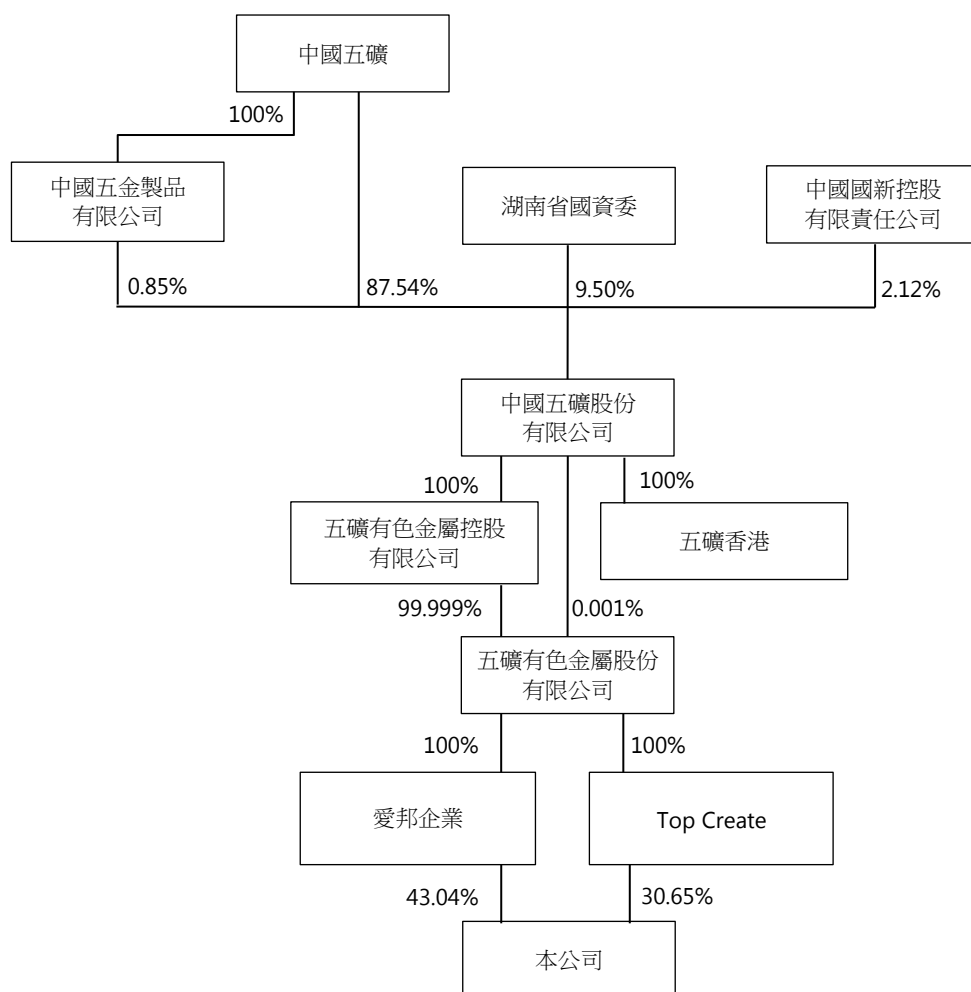 中國五礦
100%
中國五金製品
有限公司
湖南省國資委
中國國新控股
有限責任公司
0.85%
87.54%
9.50%
2.12%
中國五礦股份
有限公司
100%
100%
五礦有色金屬控股
有限公司
五礦香港
99.999%
0.001%
五礦有色金屬股份
有限公司
100%
100%
愛邦企業
Top Create
43.04%
30.65%
本公司